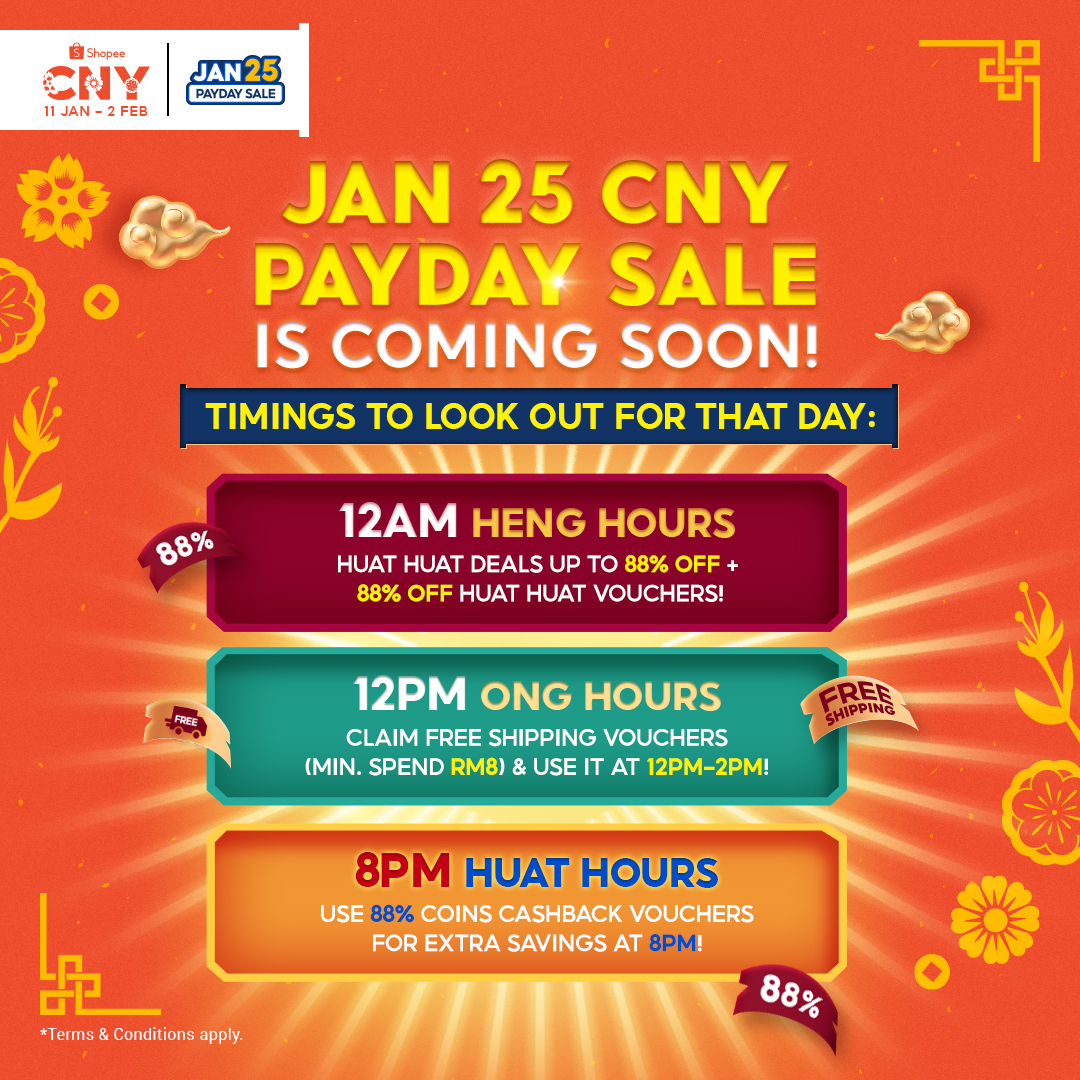 Shopee
CNY
11 JAN - 2 FEB
JAN 25
PAYDAY SALE
JAN 25 CNY
PAYDAY SALE
IS COMING SOON!
TIMINGS TO LOOK OUT FOR THAT DAY:
88%
12AM HENG HOURS
HUAT HUAT DEALS UP TO 88% OFF +
88% OFF HUAT HUAT VOUCHERS!
FREE
12PM ONG HOURS
FREE
SHIPPING
CLAIM FREE SHIPPING VOUCHERS
(MIN. SPEND RM8) & USE IT AT 12PM-2PM!
8PM HUAT HOURS
USE 88% COINS CASHBACK VOUCHERS
FOR EXTRA SAVINGS AT 8PM!
88%
*Terms & Conditions apply.